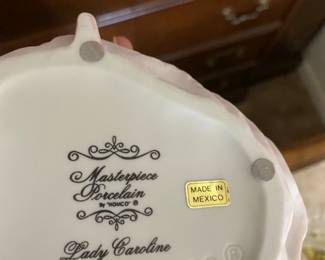 Masterpiece
Porcelain
By "HOMCO" ®
MADE IN
MEXICO
Lady Caroline
®